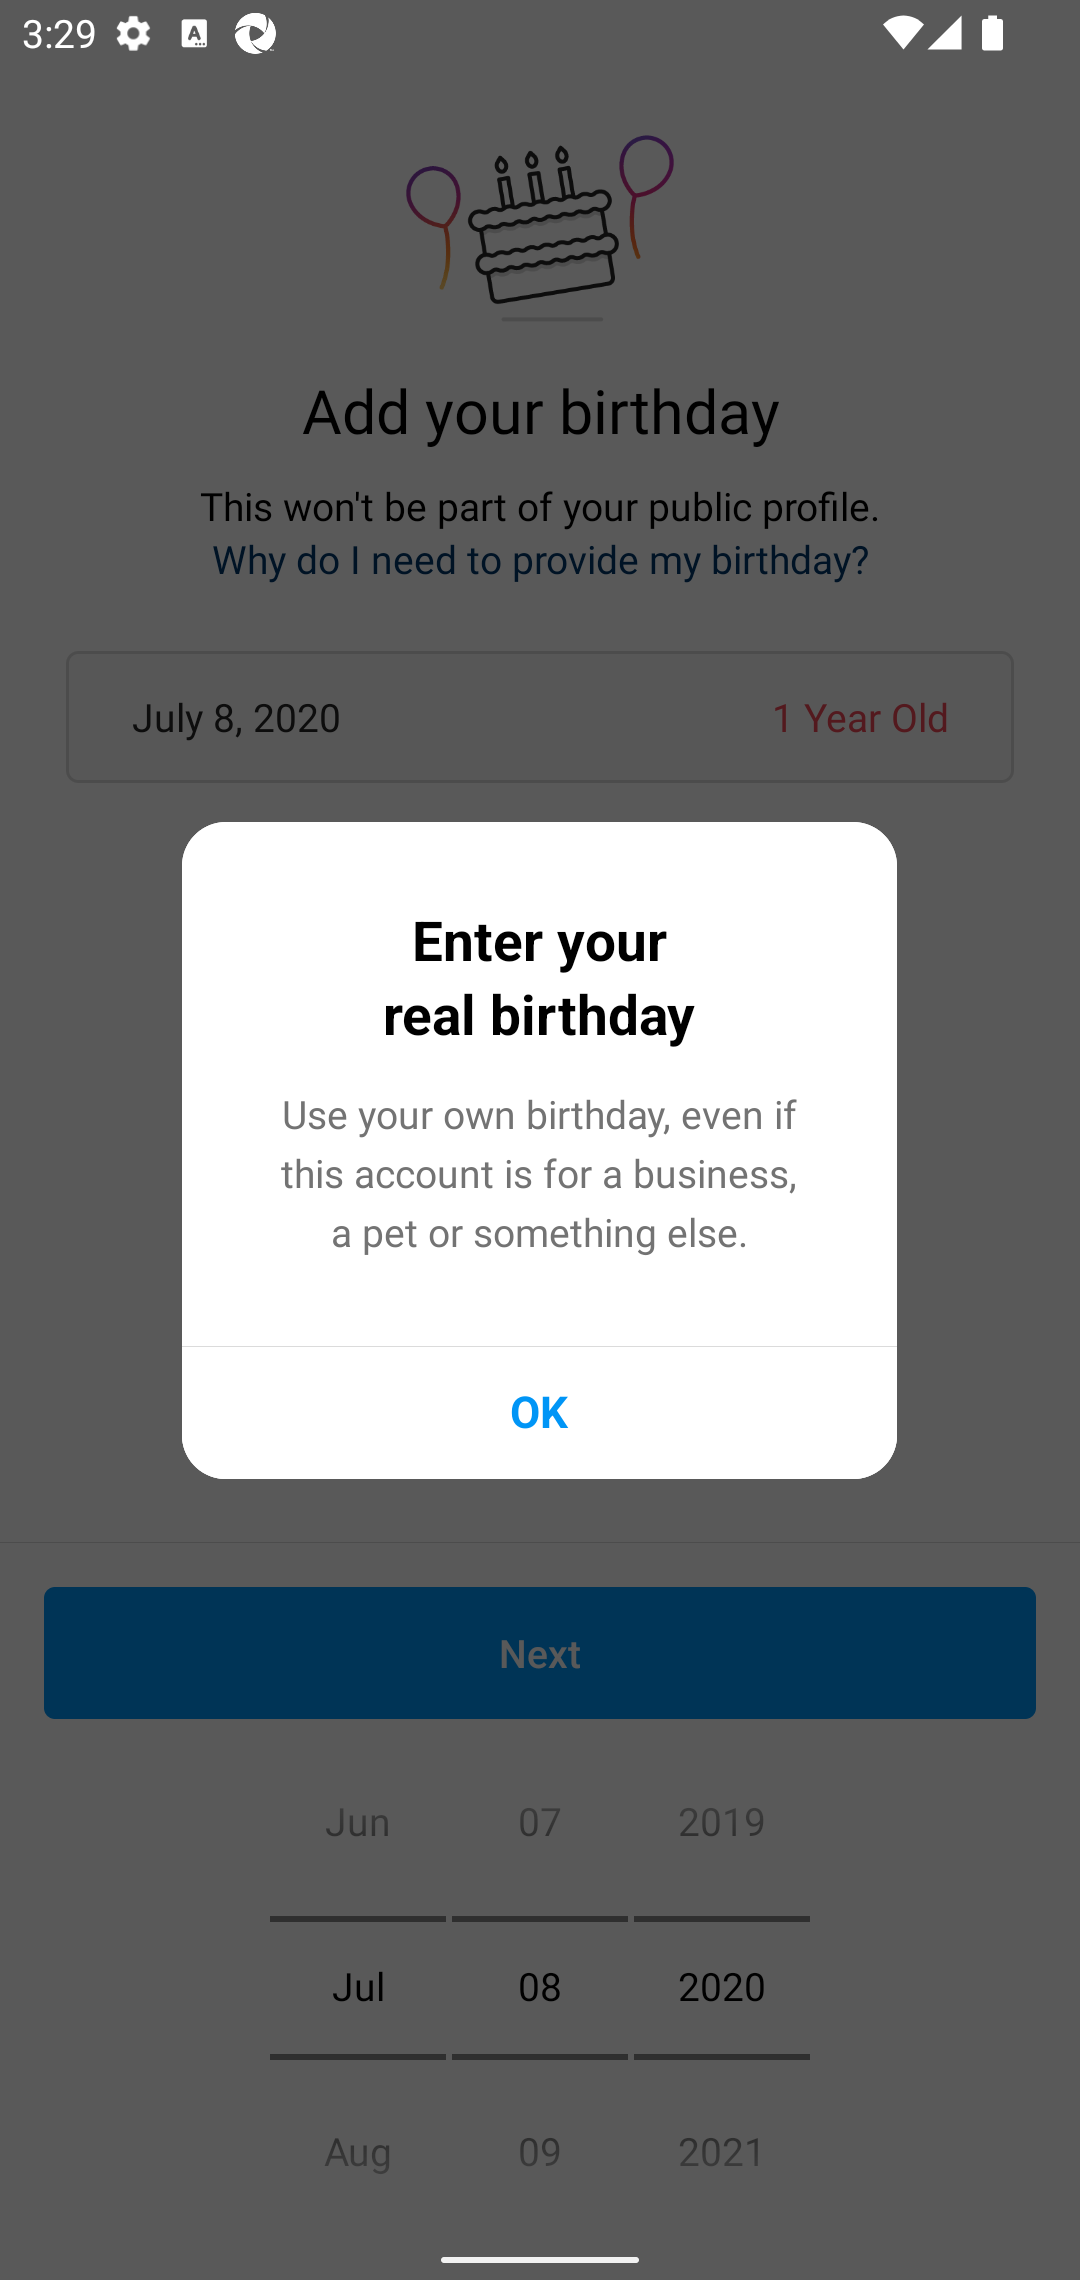 3:29
Add your birthday
This won't be part of your public profile.
Why do I need to provide my birthday?
July 8, 2020 1 Year Old
Enter your
real birthday
Use your own birthday, even if
this account is for a business,
a pet or something else.
OK
Next
Jun 07 2019
Jul 08 2020
Aug 09 2021